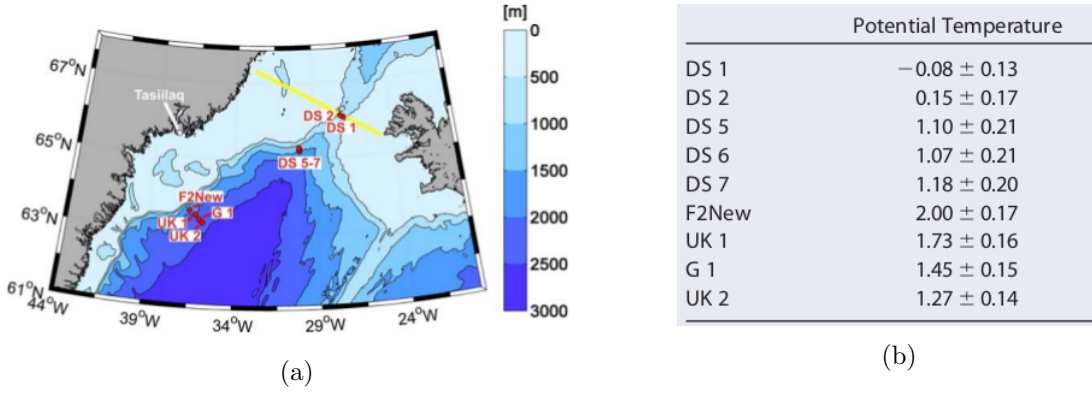 [m]
0
500
1000
1500
2000
2500
3000
67°N
65°N
63°N
61°N
44°W
39°W
34°W
29°W
24°W
Tasiilaq
DS 2
DS 1
DS 5-7
F2New
G 1
UK 1
UK 2
(a)
Potential Temperature
DS 1 −0.08 ± 0.13
DS 2 0.15 ± 0.17
DS 5 1.10 ± 0.21
DS 6 1.07 ± 0.21
DS 7 1.18 ± 0.20
F2New 2.00 ± 0.17
UK 1 1.73 ± 0.16
G 1 1.45 ± 0.15
UK 2 1.27 ± 0.14
(b)